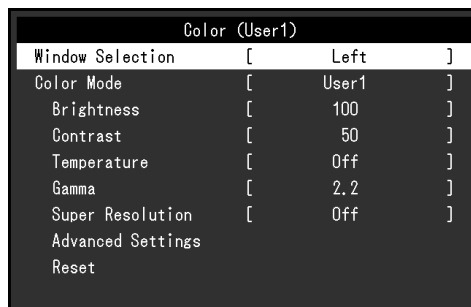 Color (User1)
Window Selection [ Left ]
Color Mode [ User1 ]
Brightness [ 100 ]
Contrast [ 50 ]
Temperature [ Off ]
Gamma [ 2.2 ]
Super Resolution [ Off ]
Advanced Settings
Reset